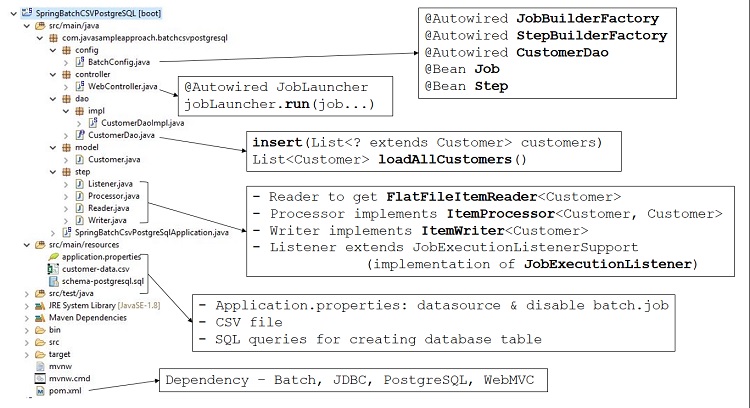 SpringBatchCSVPostgreSQL [boot]
src/main/java
com.javasampleapproach.batchcsvpostgresql
config
BatchConfig.java
controller
WebController.java
dao
impl
CustomerDaoImpl.java
CustomerDao.java
model
Customer.java
step
Listener.java
Processor.java
Reader.java
Writer.java
SpringBatchCsvPostgreSqlApplication.java
src/main/resources
application.properties
customer-data.csv
schema-postgresql.sql
src/test/java
JRE System Library [JavaSE-1.8]
Maven Dependencies
bin
src
target
mvnw
mvnw.cmd
pom.xml
@Autowired JobBuilderFactory
@Autowired StepBuilderFactory
@Autowired CustomerDao
@Bean Job
@Bean Step
@Autowired JobLauncher
jobLauncher.run(job...)
insert(List<? extends Customer> customers)
List<Customer> loadAllCustomers()
- Reader to get FlatFileItemReader<Customer>
- Processor implements ItemProcessor<Customer, Customer>
- Writer implements ItemWriter<Customer>
- Listener extends JobExecutionListenerSupport
(implementation of JobExecutionListener)
- Application.properties: datasource & disable batch.job
- CSV file
- SQL queries for creating database table
Dependency – Batch, JDBC, PostgreSQL, WebMVC